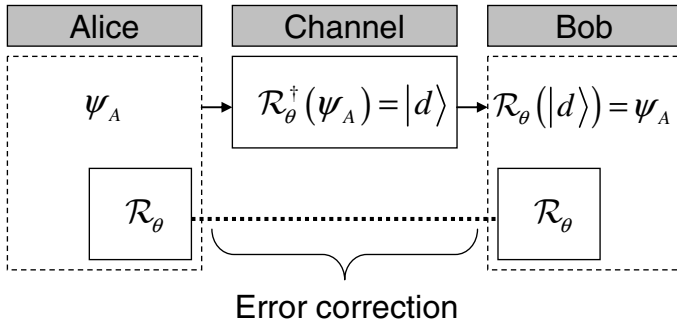 Alice Channel Bob
ψ_A R_θ^†(ψ_A) = |d⟩ R_θ(|d⟩) = ψ_A
R_θ R_θ
Error correction